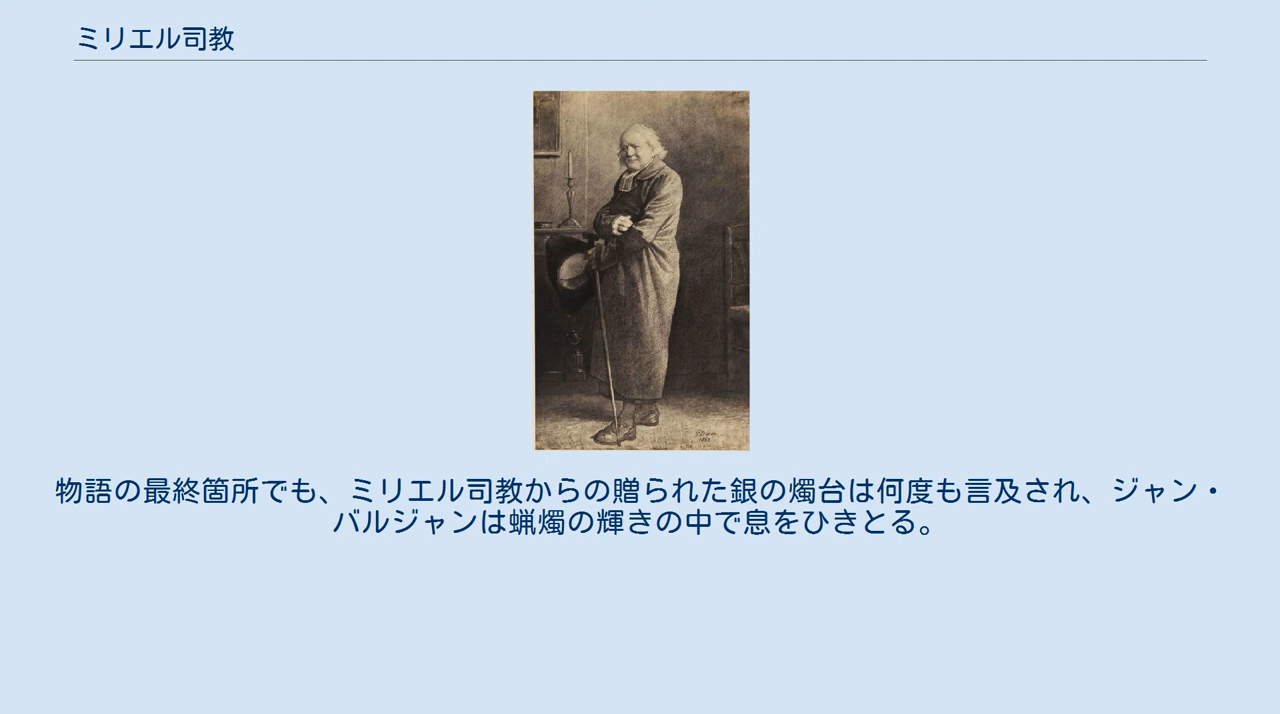 ミリエル司教
物語の最終箇所でも、ミリエル司教からの贈られた銀の燭台は何度も言及され、ジャン・
バルジャンは蝋燭の輝きの中で息をひきとる。